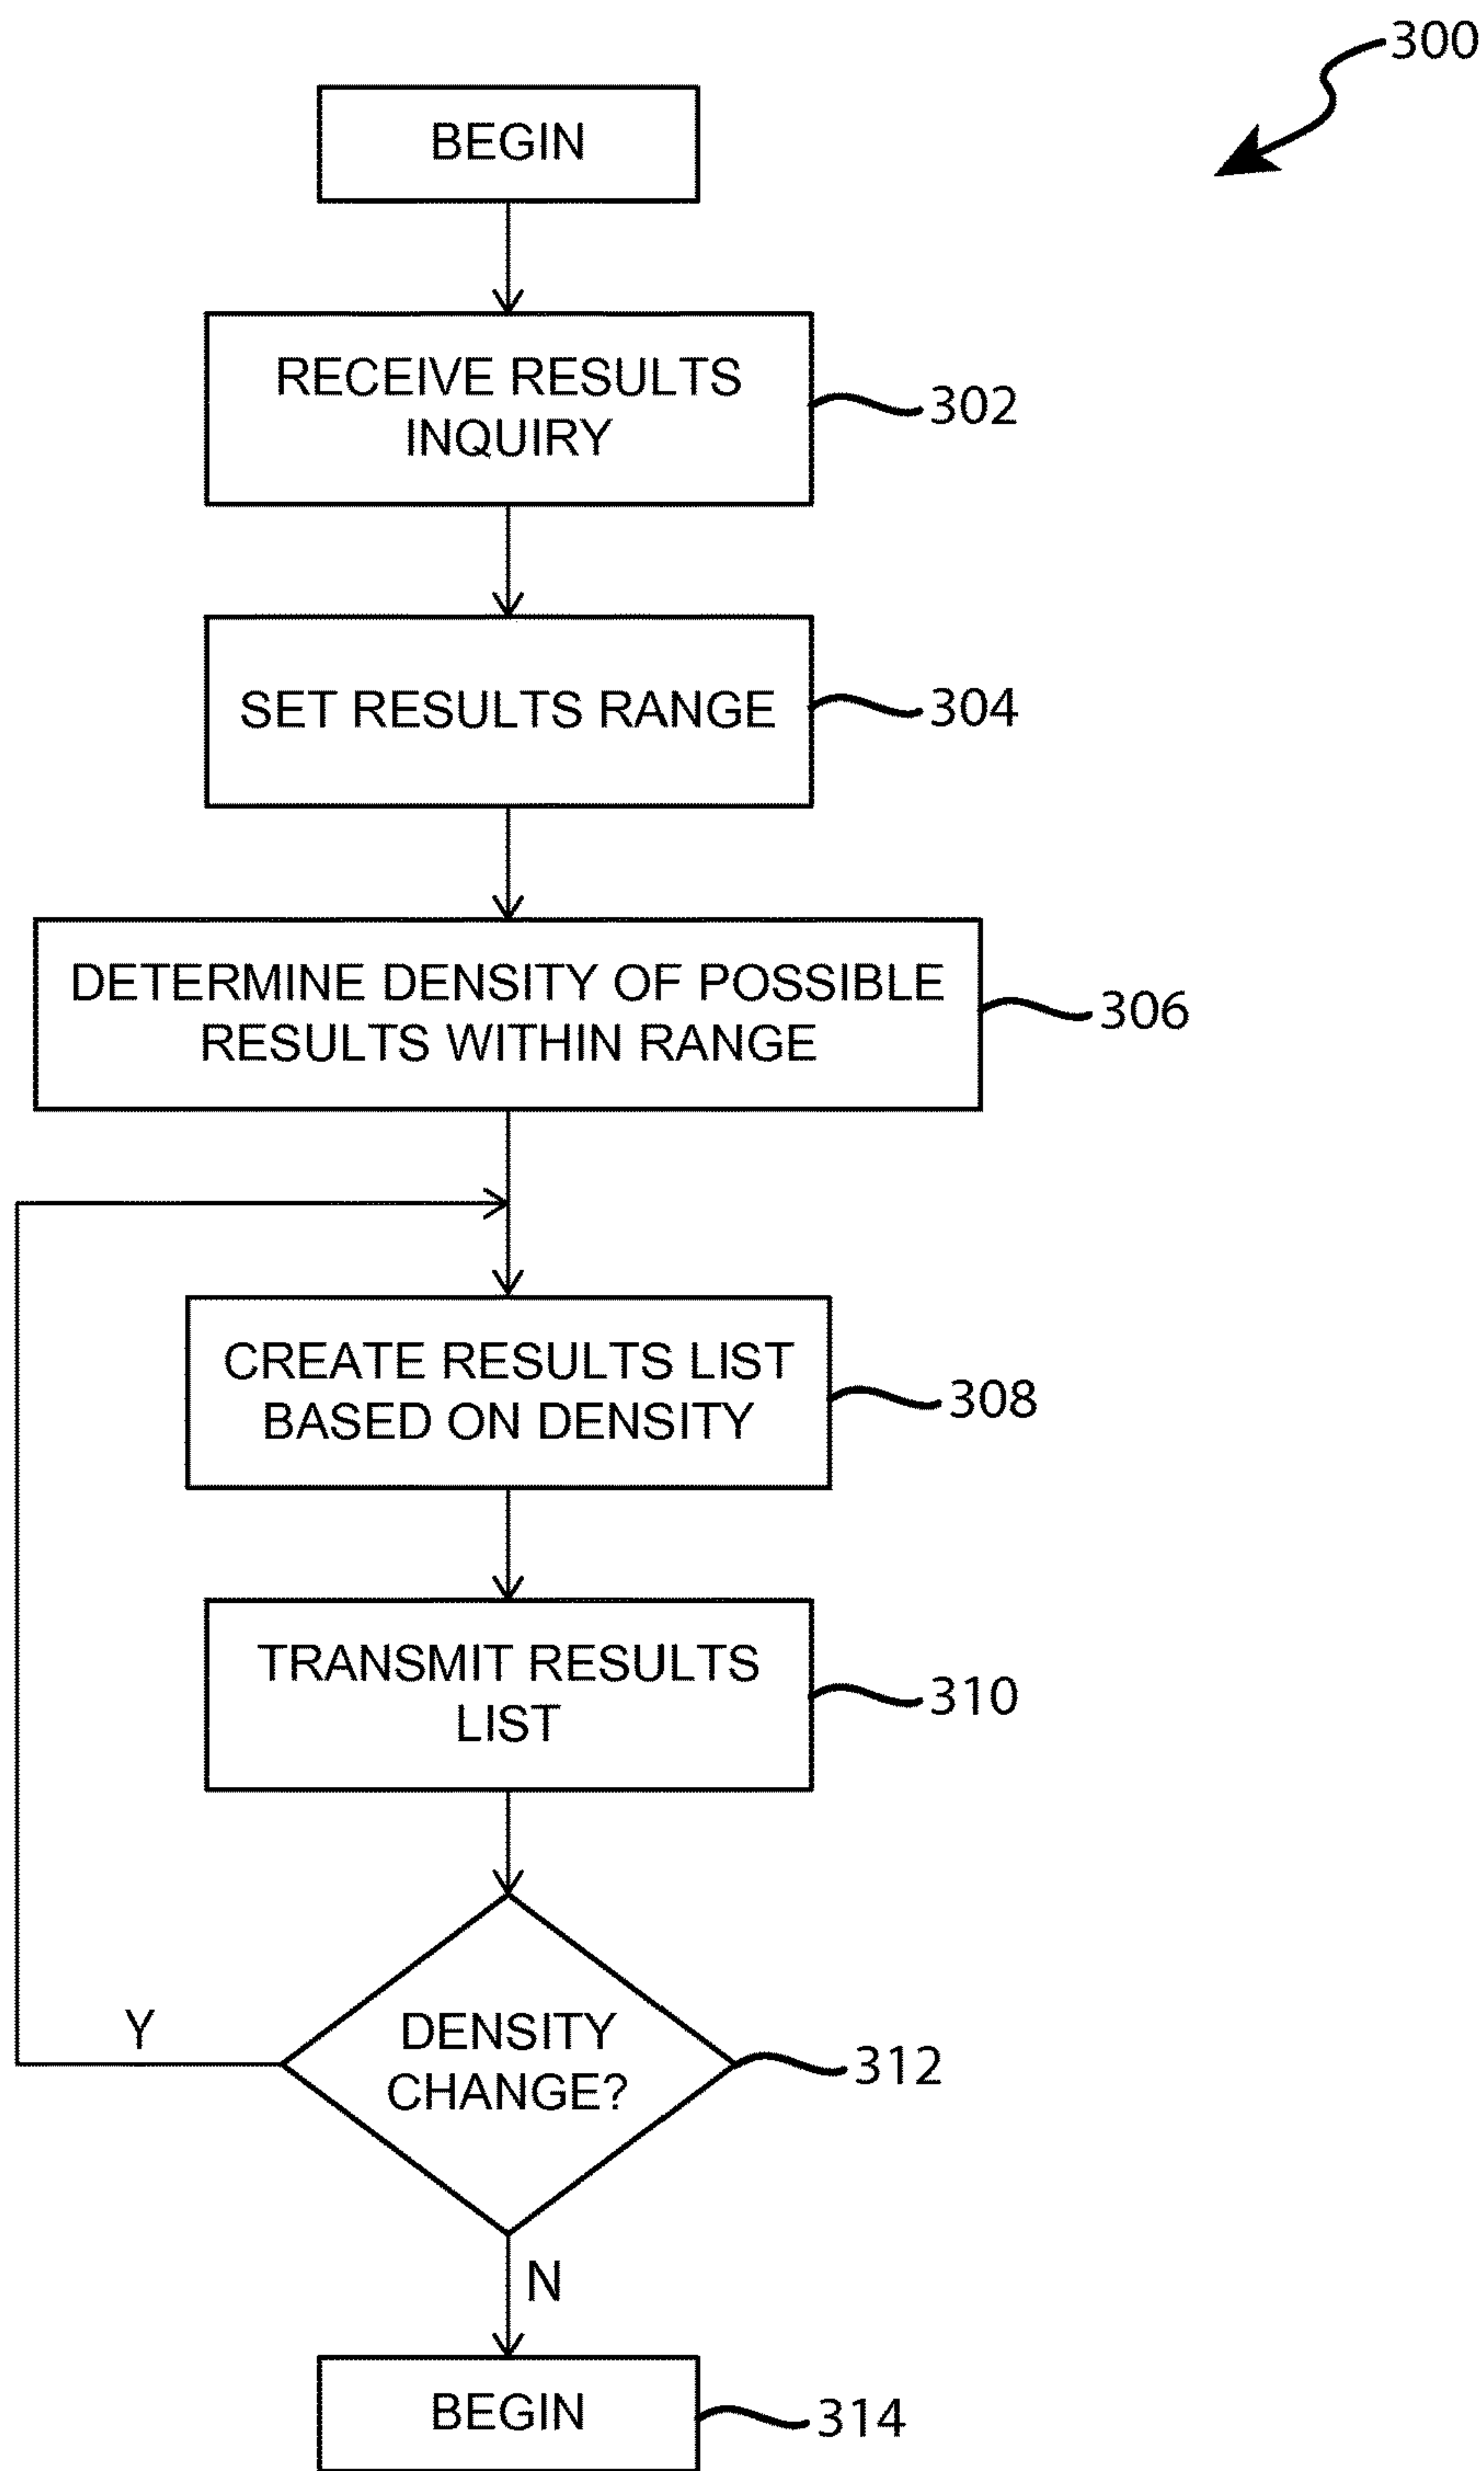 300
BEGIN
RECEIVE RESULTS
INQUIRY
302
SET RESULTS RANGE
304
DETERMINE DENSITY OF POSSIBLE
RESULTS WITHIN RANGE
306
CREATE RESULTS LIST
BASED ON DENSITY
308
TRANSMIT RESULTS
LIST
310
DENSITY
CHANGE?
312
Y
N
BEGIN
314